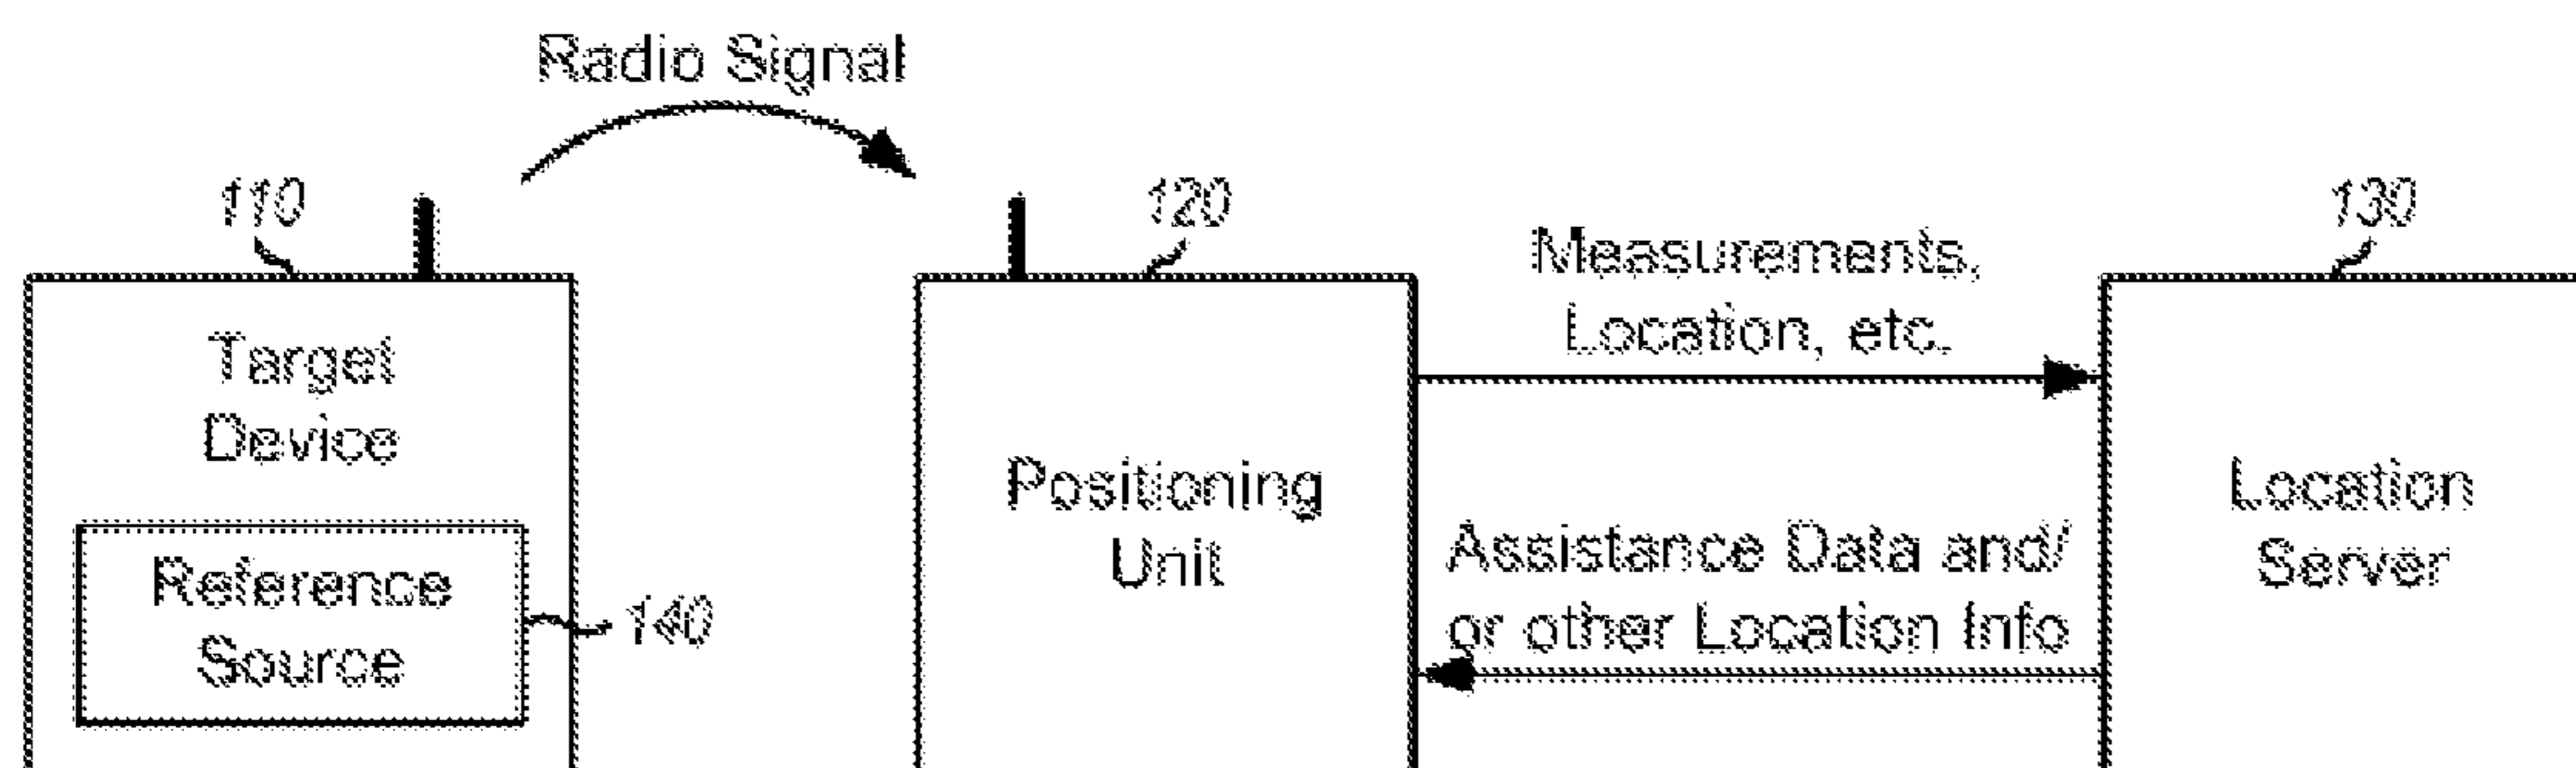 Radio Signal
110
120
130
Measurements,
Location, etc.
Target
Device
Positioning
Unit
Location
Server
Assistance Data and/
or other Location Info
Reference
Source
140